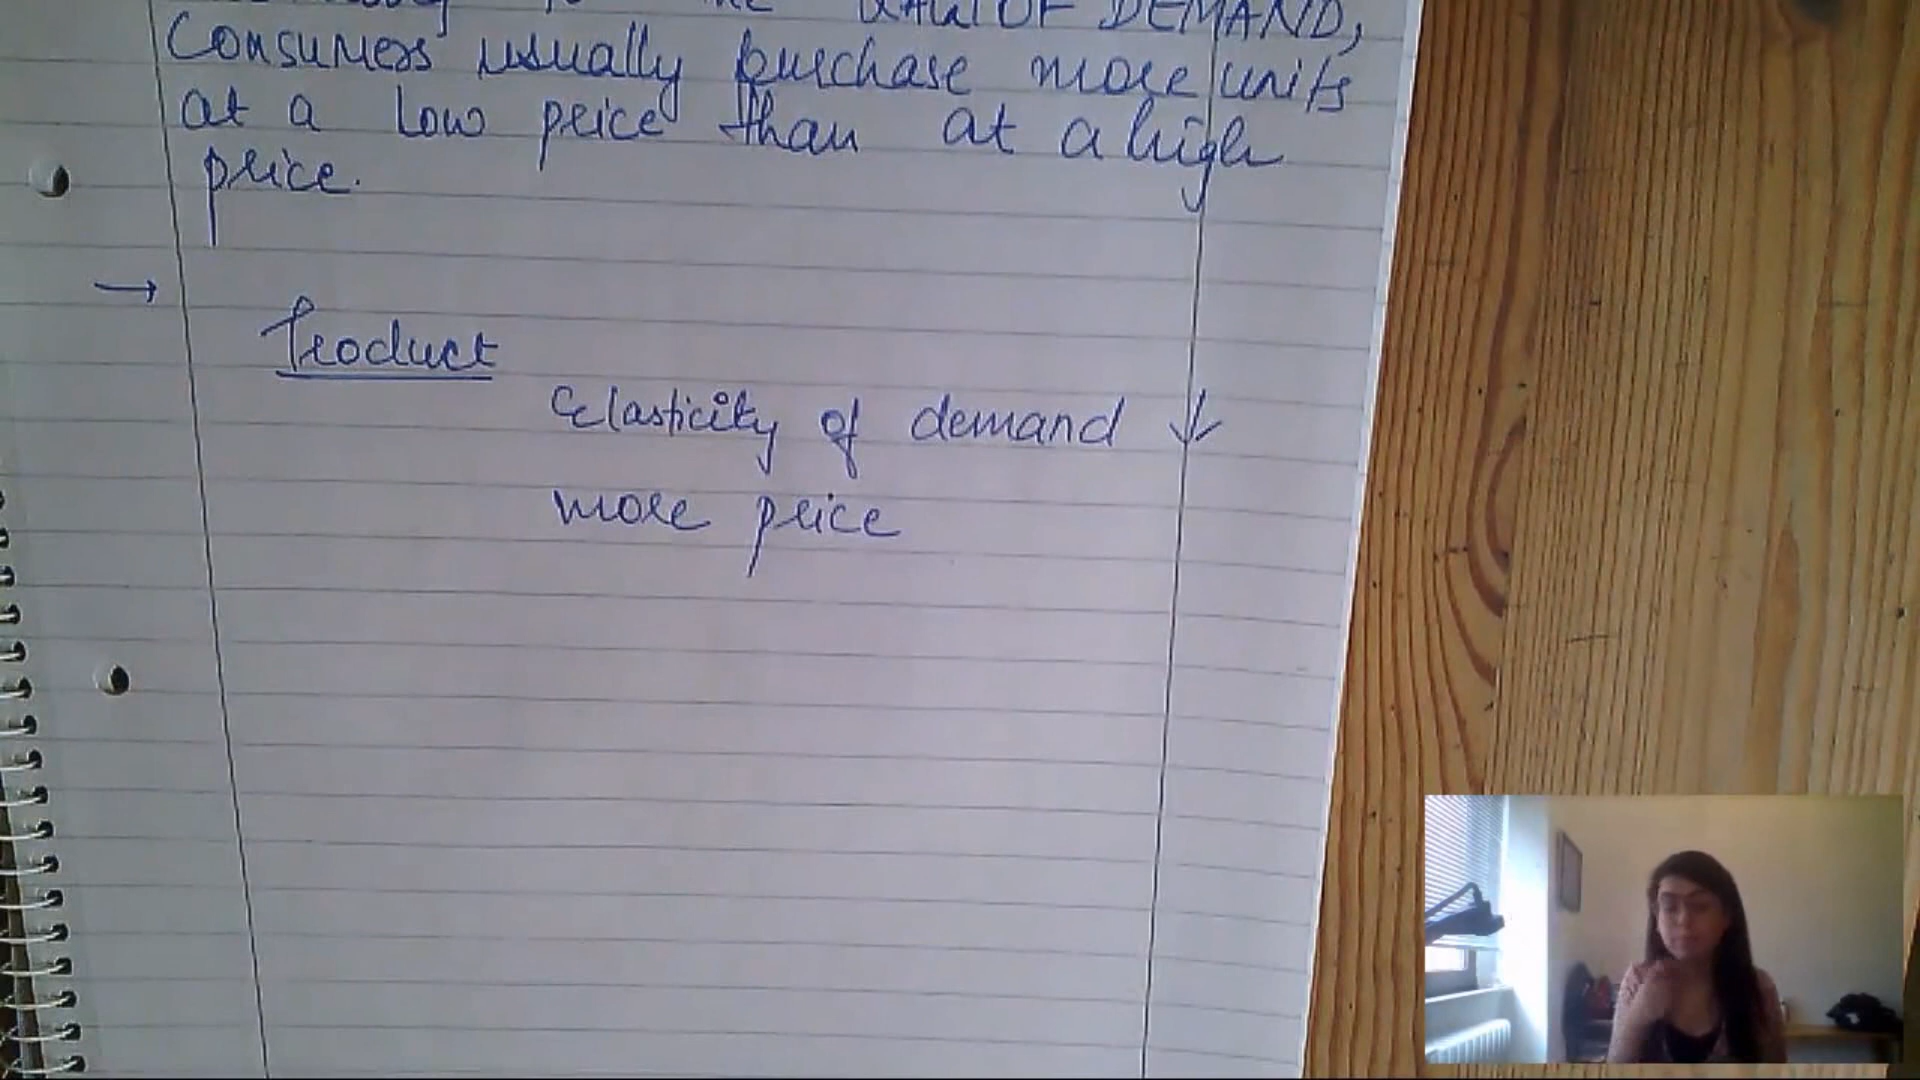 LAW OF DEMAND,
Consumers usually purchase more units
at a low price than at a high
price.
→
Product
Elasticity of demand ↓
more price